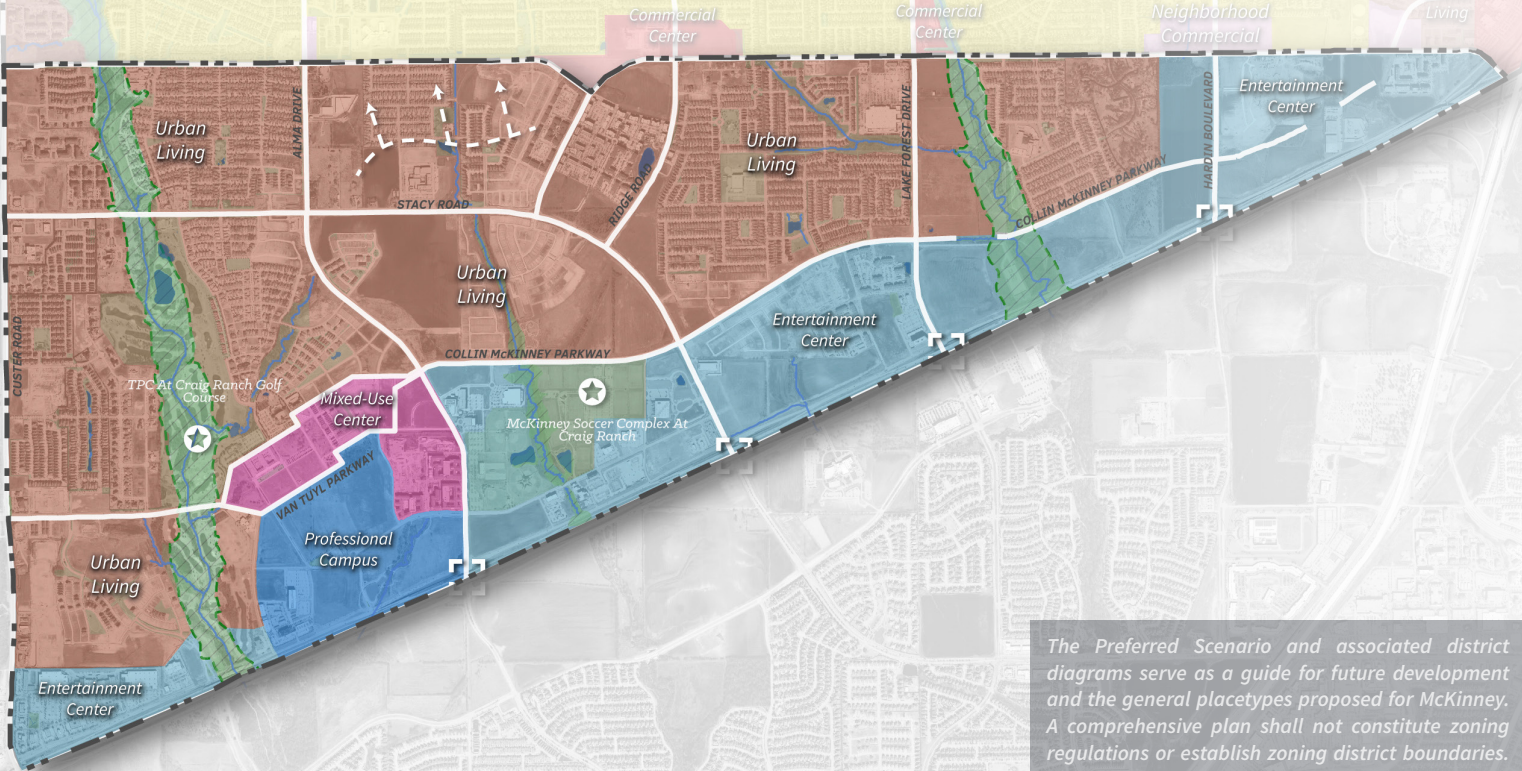 Commercial
Center
Commercial
Center
Neighborhood
Commercial
Living
Entertainment
Center
Urban
Living
ALMA DRIVE
Urban
Living
LAKE FOREST DRIVE
HARDIN BOULEVARD
STACY ROAD
RIDGE ROAD
COLLIN McKINNEY PARKWAY
Urban
Living
Entertainment
Center
CUSTER ROAD
COLLIN McKINNEY PARKWAY
TPC At Craig Ranch Golf
Course
Mixed-Use
Center
McKinney Soccer Complex At
Craig Ranch
VAN TUYL PARKWAY
Professional
Campus
Urban
Living
Entertainment
Center
The Preferred Scenario and associated district
diagrams serve as a guide for future development
and the general placetypes proposed for McKinney.
A comprehensive plan shall not constitute zoning
regulations or establish zoning district boundaries.